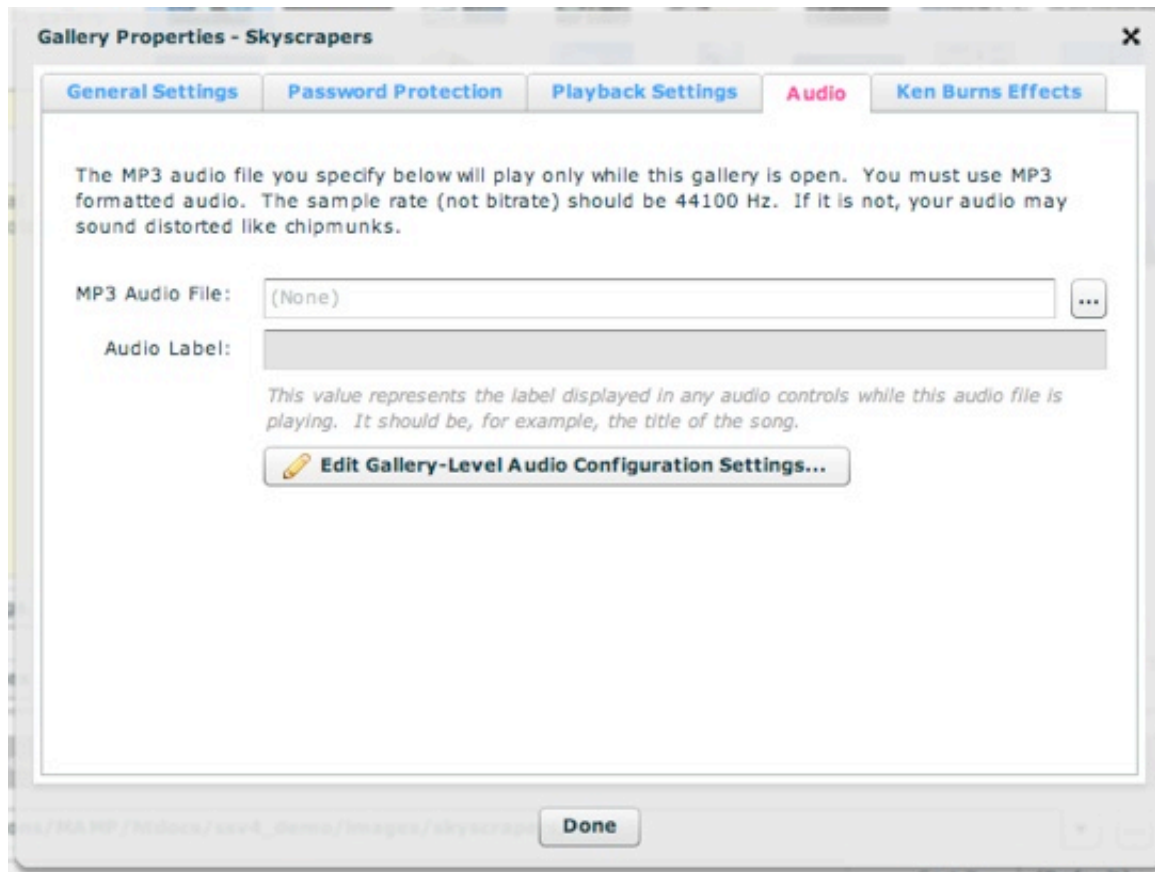 Gallery Properties - Skyscrapers
General Settings
Password Protection
Playback Settings
Audio
Ken Burns Effects
The MP3 audio file you specify below will play only while this gallery is open. You must use MP3
formatted audio. The sample rate (not bitrate) should be 44100 Hz. If it is not, your audio may
sound distorted like chipmunks.
MP3 Audio File:
(None)
...
Audio Label:
This value represents the label displayed in any audio controls while this audio file is
playing. It should be, for example, the title of the song.
Edit Gallery-Level Audio Configuration Settings...
Done